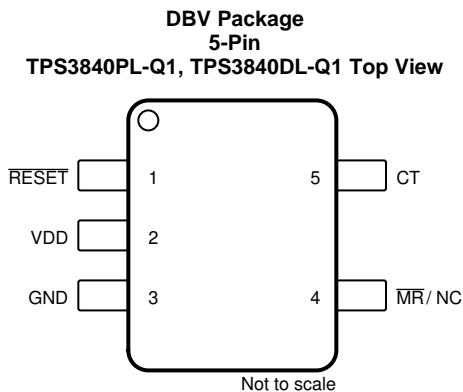 DBV Package
5-Pin
TPS3840PL-Q1, TPS3840DL-Q1 Top View
RESET 1 5 CT
VDD 2
GND 3 4 MR / NC
Not to scale